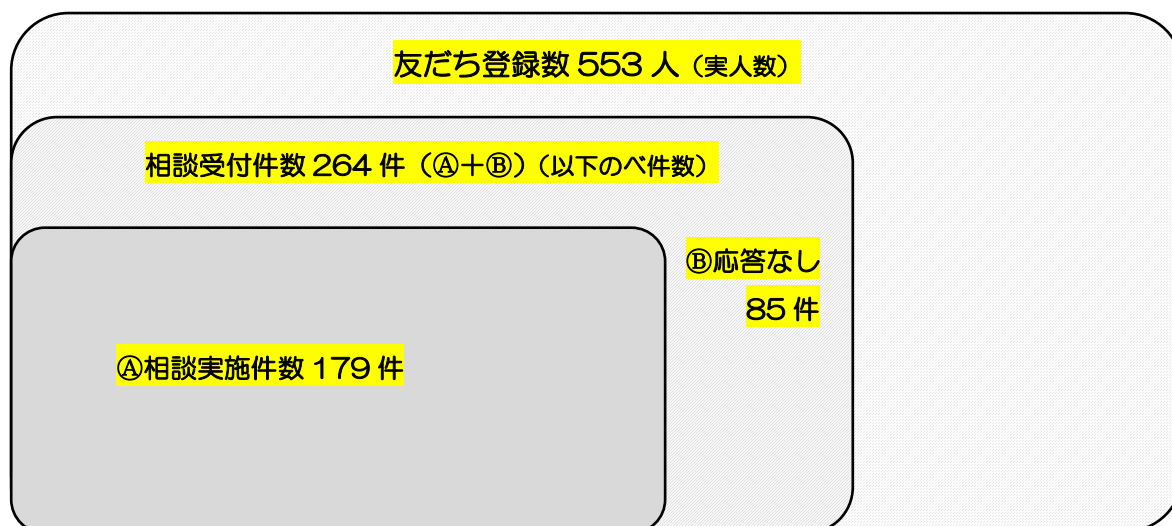 友だち登録数 553 人（実人数）
相談受付件数 264 件（Ⓐ＋Ⓑ）（以下のべ件数）
Ⓑ応答なし
85 件
Ⓐ相談実施件数 179 件